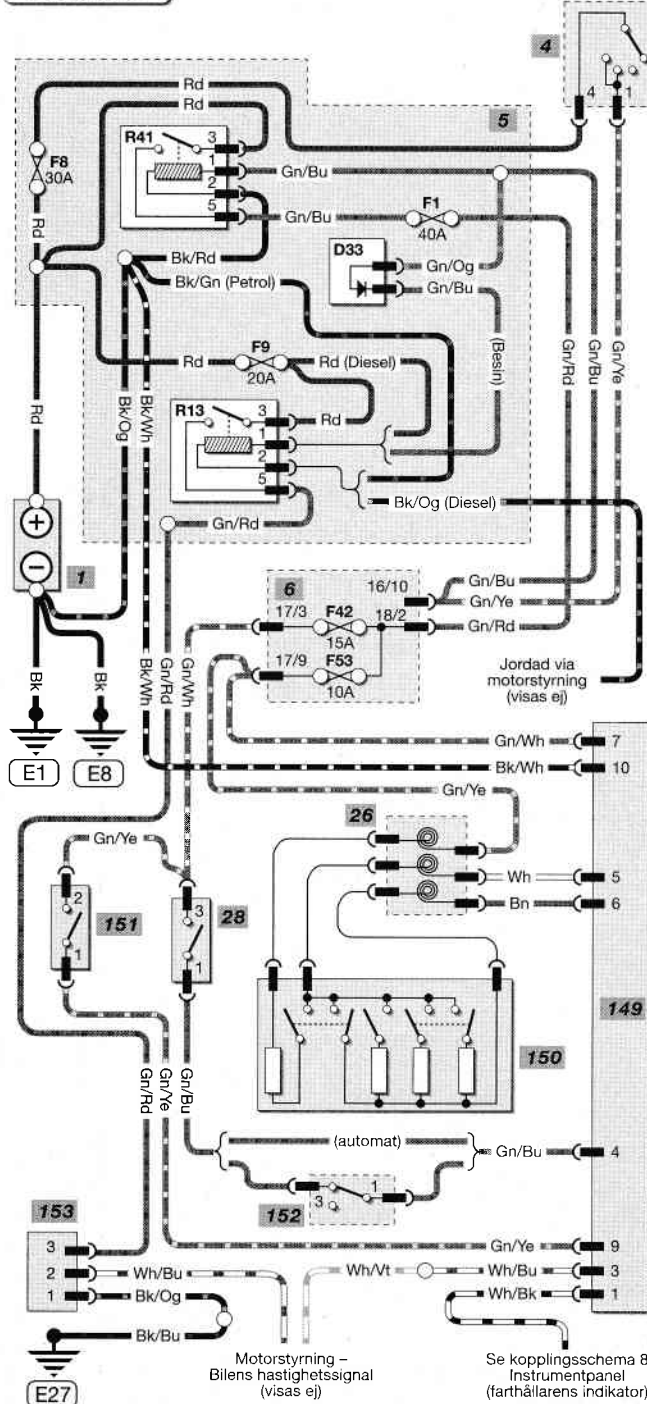 4
Rd
Rd
4 1
5
R41
3
1
2
5
F8
30A
Gn/Bu
Gn/Bu
F1
40A
Rd
Bk/Rd
Bk/Gn (Petrol)
D33
Gn/Og
Gn/Bu
(Besin)
Gn/Rd
Gn/Bu
Gn/Ye
Rd
F9
20A
Rd (Diesel)
Rd
R13
3
1
2
5
Rd
Bk/Og
Bk/Wh
Bk/Og (Diesel)
Gn/Rd
1
6
16/10
Gn/Bu
Gn/Ye
17/3
F42
15A
18/2
Gn/Rd
17/9
F53
10A
Bk
Bk
Bk/Wh
Gn/Rd
Gn/Wh
Jordad via
motorstyrning
(visas ej)
E1
E8
Gn/Wh
7
Bk/Wh
10
Gn/Ye
26
Gn/Ye
Wh
5
Bn
6
2
151
1
3
28
1
149
150
Gn/Rd
Gn/Ye
Gn/Bu
(automat)
Gn/Bu
4
3
1
152
153
3
2
1
Gn/Ye
9
Wh/Bu
Wh/Vt
Wh/Bu
3
Bk/Og
Wh/Bk
1
Bk/Bu
E27
Motorstyrning –
Bilens hastighetssignal
(visas ej)
Se kopplingsschema 8
Instrumentpanel
(farthållarens indikator)